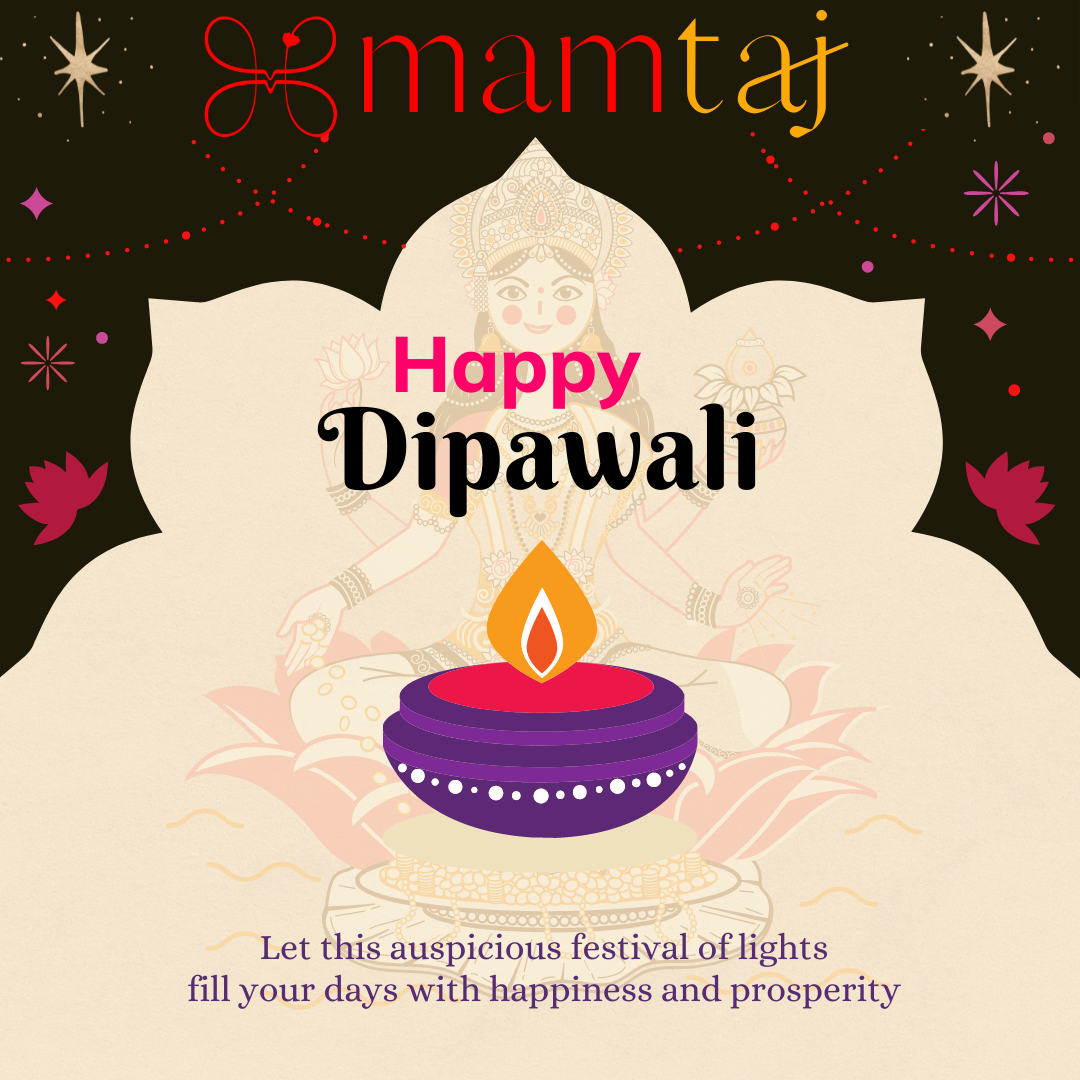 mamtaj
Happy
Dipawali
Let this auspicious festival of lights
fill your days with happiness and prosperity